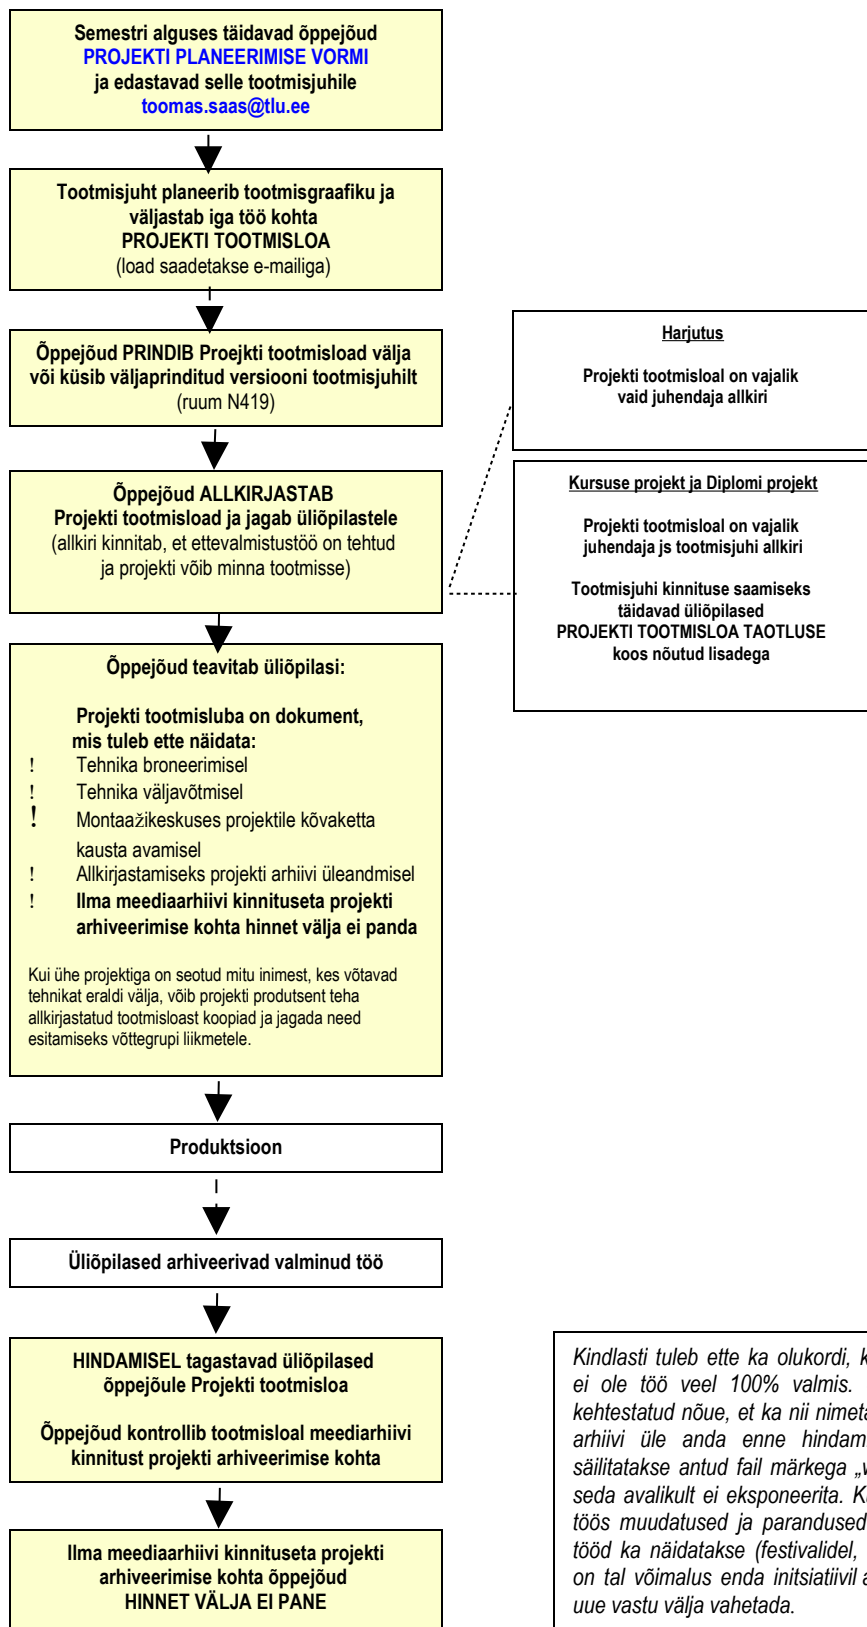 Semestri alguses täidavad õppejõud
PROJEKTI PLANEERIMISE VORMI
ja edastavad selle tootmisjuhile
toomas.saas@tlu.ee
Tootmisjuht planeerib tootmisgraafiku ja
väljastab iga töö kohta
PROJEKTI TOOTMISLOA
(load saadetakse e-mailiga)
Õppejõud PRINDIB Proejkti tootmisload välja
või küsib väljaprinditud versiooni tootmisjuhilt
(ruum N419)
Õppejõud ALLKIRJASTAB
Projekti tootmisload ja jagab üliõpilastele
(allkiri kinnitab, et ettevalmistustöö on tehtud
ja projekti võib minna tootmisse)
Harjutus
Projekti tootmisloal on vajalik
vaid juhendaja allkiri
Kursuse projekt ja Diplomi projekt
Projekti tootmisloal on vajalik
juhendaja js tootmisjuhi allkiri
Tootmisjuhi kinnituse saamiseks
täidavad üliõpilased
PROJEKTI TOOTMISLOA TAOTLUSE
koos nõutud lisadega
Õppejõud teavitab üliõpilasi:
Projekti tootmisluba on dokument,
mis tuleb ette näidata:
! Tehnika broneerimisel
! Tehnika väljavõtmisel
! Montaažikeskuses projektile kõvaketta
kausta avamisel
! Allkirjastamiseks projekti arhiivi üleandmisel
! Ilma meediaarhiivi kinnituseta projekti
arhiveerimise kohta hinnet välja ei panda
Kui ühe projektiga on seotud mitu inimest, kes võtavad
tehnikat eraldi välja, võib projekti produtsent teha
allkirjastatud tootmisloast koopiad ja jagada need
esitamiseks võttegrupi liikmetele.
Produktsioon
Üliõpilased arhiveerivad valminud töö
HINDAMISEL tagastavad üliõpilased
õppejõule Projekti tootmisloa
Õppejõud kontrollib tootmisloal meediarhiivi
kinnitust projekti arhiveerimise kohta
Ilma meediaarhiivi kinnituseta projekti
arhiveerimise kohta õppejõud
HINNET VÄLJA EI PANE
Kindlasti tuleb ette ka olukordi,
ei ole töö veel 100% valmis.
kehtestatud nõue, et ka nii
arhiivi üle anda enne
säilitatakse antud fail märkega
seda avalikult ei eksponeerita.
töös muudatused ja parandused
tööd ka näidatakse (festivalidel,
on tal võimalus enda initsiatiivil
uue vastu välja vahetada.